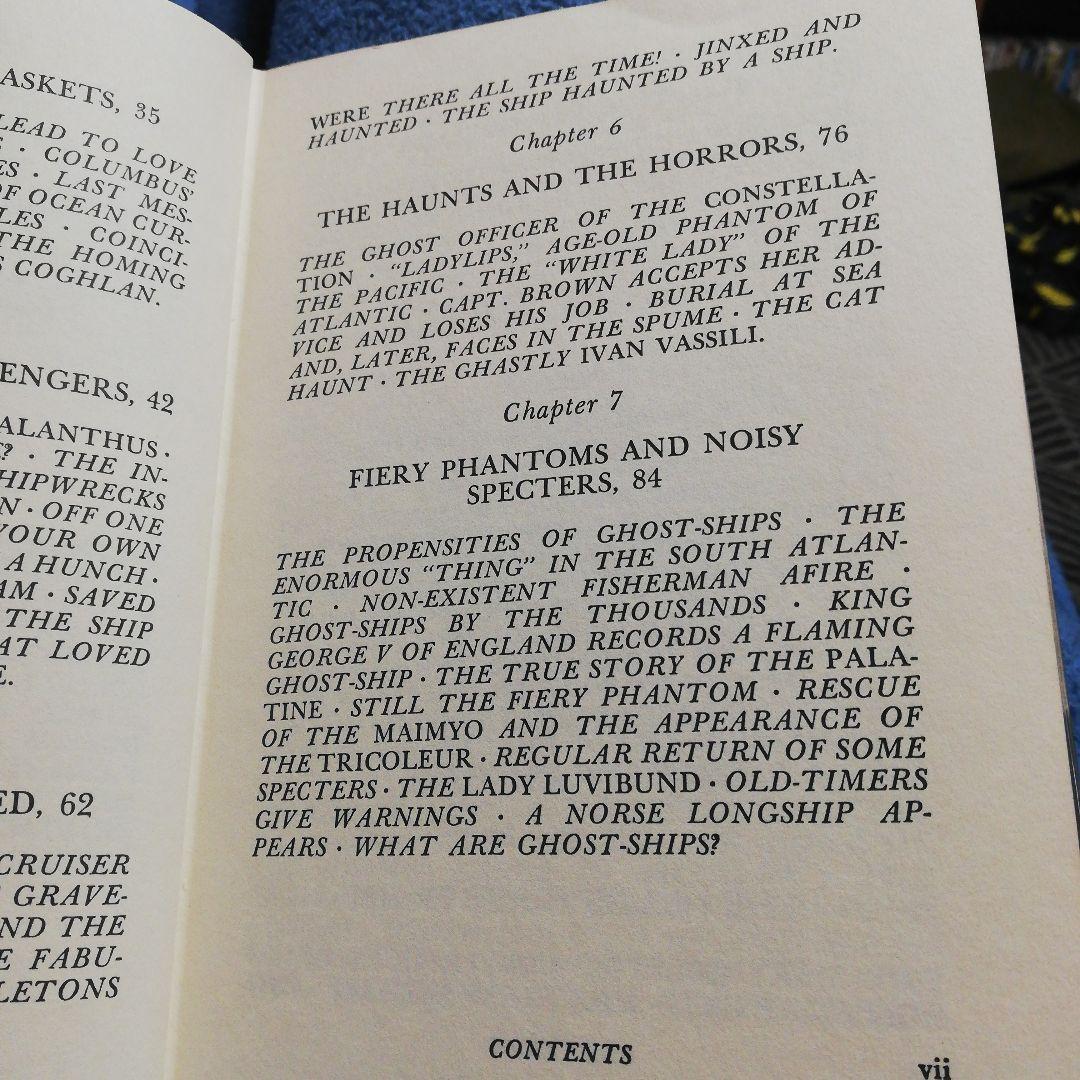 ASKETS, 35
LEAD TO LOVE
· COLUMBUS'
ES · LAST MES-
OF OCEAN CUR-
LES · COINCI-
THE HOMING
S COGHLAN.
ENGERS, 42
ALANTHUS ·
? · THE IN-
HIPWRECKS
N · OFF ONE
YOUR OWN
A HUNCH ·
AM · SAVED
THE SHIP
AT LOVED
E.
ED, 62
CRUISER
GRAVE-
ND THE
E FABU-
LETONS
WERE THERE ALL THE TIME! · JINXED AND
HAUNTED · THE SHIP HAUNTED BY A SHIP.
Chapter 6
THE HAUNTS AND THE HORRORS, 76
THE GHOST OFFICER OF THE CONSTELLA-
TION · "LADYLIPS," AGE-OLD PHANTOM OF
THE PACIFIC · THE "WHITE LADY" OF THE
ATLANTIC · CAPT. BROWN ACCEPTS HER AD-
VICE AND LOSES HIS JOB · BURIAL AT SEA
AND, LATER, FACES IN THE SPUME · THE CAT
HAUNT · THE GHASTLY IVAN VASSILI.
Chapter 7
FIERY PHANTOMS AND NOISY
SPECTERS, 84
THE PROPENSITIES OF GHOST-SHIPS · THE
ENORMOUS "THING" IN THE SOUTH ATLAN-
TIC · NON-EXISTENT FISHERMAN AFIRE ·
GHOST-SHIPS BY THE THOUSANDS · KING
GEORGE V OF ENGLAND RECORDS A FLAMING
GHOST-SHIP · THE TRUE STORY OF THE PALA-
TINE · STILL THE FIERY PHANTOM · RESCUE
OF THE MAIMYO AND THE APPEARANCE OF
THE TRICOLEUR · REGULAR RETURN OF SOME
SPECTERS · THE LADY LUVIBUND · OLD-TIMERS
GIVE WARNINGS · A NORSE LONGSHIP AP-
PEARS · WHAT ARE GHOST-SHIPS?
CONTENTS
vii